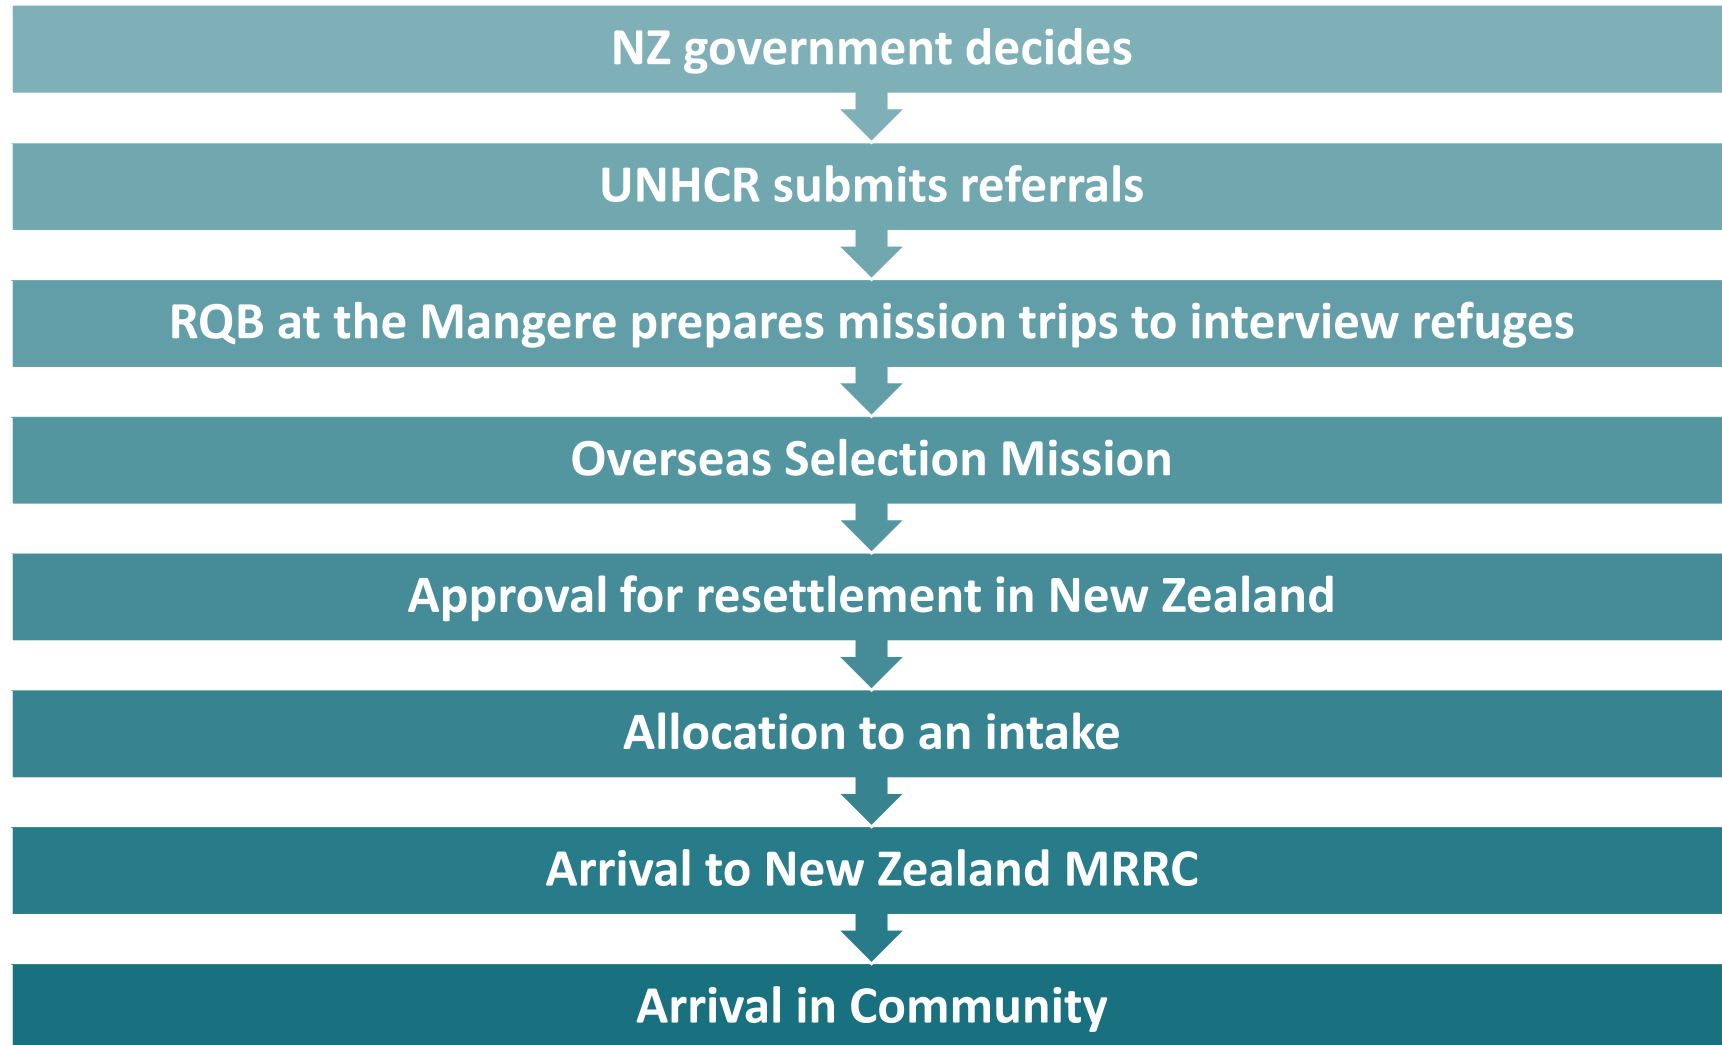 NZ government decides
UNHCR submits referrals
RQB at the Mangere prepares mission trips to interview refuges
Overseas Selection Mission
Approval for resettlement in New Zealand
Allocation to an intake
Arrival to New Zealand MRRC
Arrival in Community